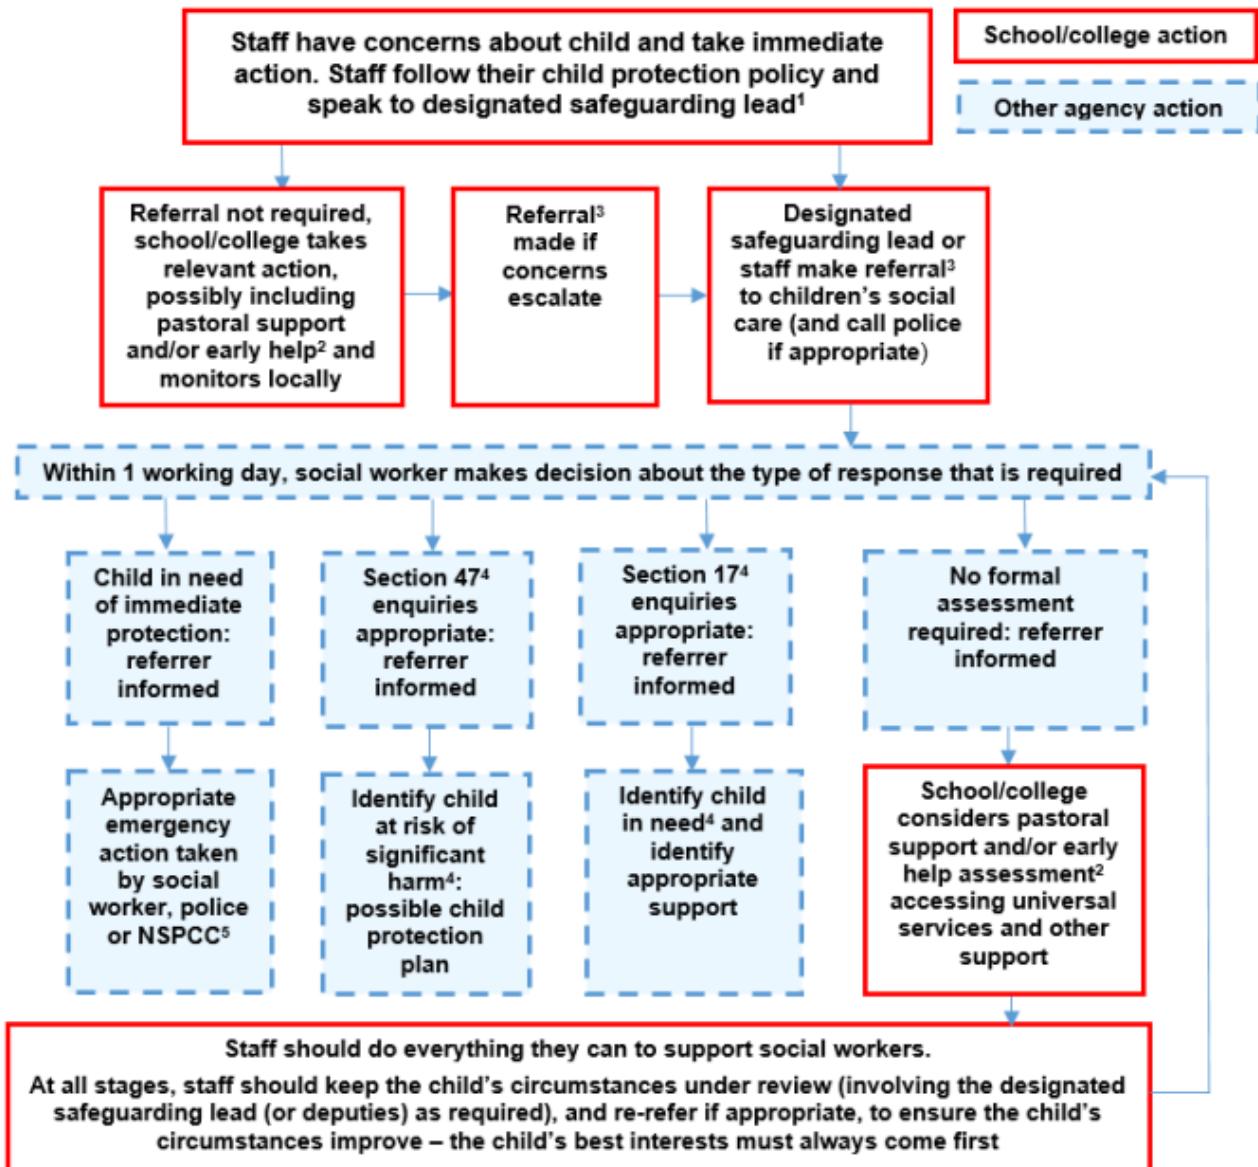 Staff have concerns about child and take immediate
action. Staff follow their child protection policy and
speak to designated safeguarding lead¹
School/college action
Other agency action
Referral not required,
school/college takes
relevant action,
possibly including
pastoral support
and/or early help² and
monitors locally
Referral³
made if
concerns
escalate
Designated
safeguarding lead or
staff make referral³
to children’s social
care (and call police
if appropriate)
Within 1 working day, social worker makes decision about the type of response that is required
Child in need
of immediate
protection:
referrer
informed
Section 47⁴
enquiries
appropriate:
referrer
informed
Section 17⁴
enquiries
appropriate:
referrer
informed
No formal
assessment
required: referrer
informed
Appropriate
emergency
action taken
by social
worker, police
or NSPCC⁵
Identify child
at risk of
significant
harm⁴:
possible child
protection
plan
Identify child
in need⁴ and
identify
appropriate
support
School/college
considers pastoral
support and/or early
help assessment²
accessing universal
services and other
support
Staff should do everything they can to support social workers.
At all stages, staff should keep the child’s circumstances under review (involving the designated
safeguarding lead (or deputies) as required), and re-refer if appropriate, to ensure the child’s
circumstances improve – the child’s best interests must always come first